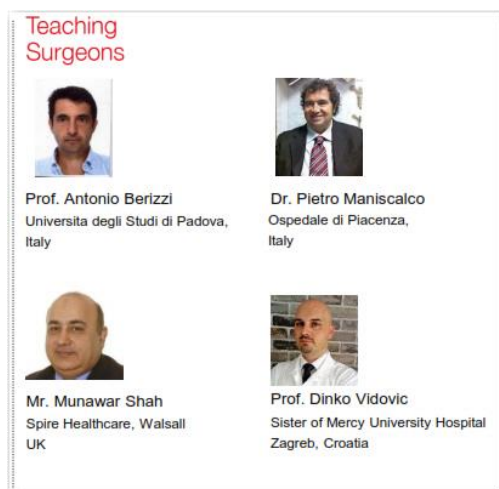 Teaching
Surgeons
Prof. Antonio Berizzi
Universita degli Studi di Padova,
Italy
Dr. Pietro Maniscalco
Ospedale di Piacenza,
Italy
Mr. Munawar Shah
Spire Healthcare, Walsall
UK
Prof. Dinko Vidovic
Sister of Mercy University Hospital
Zagreb, Croatia